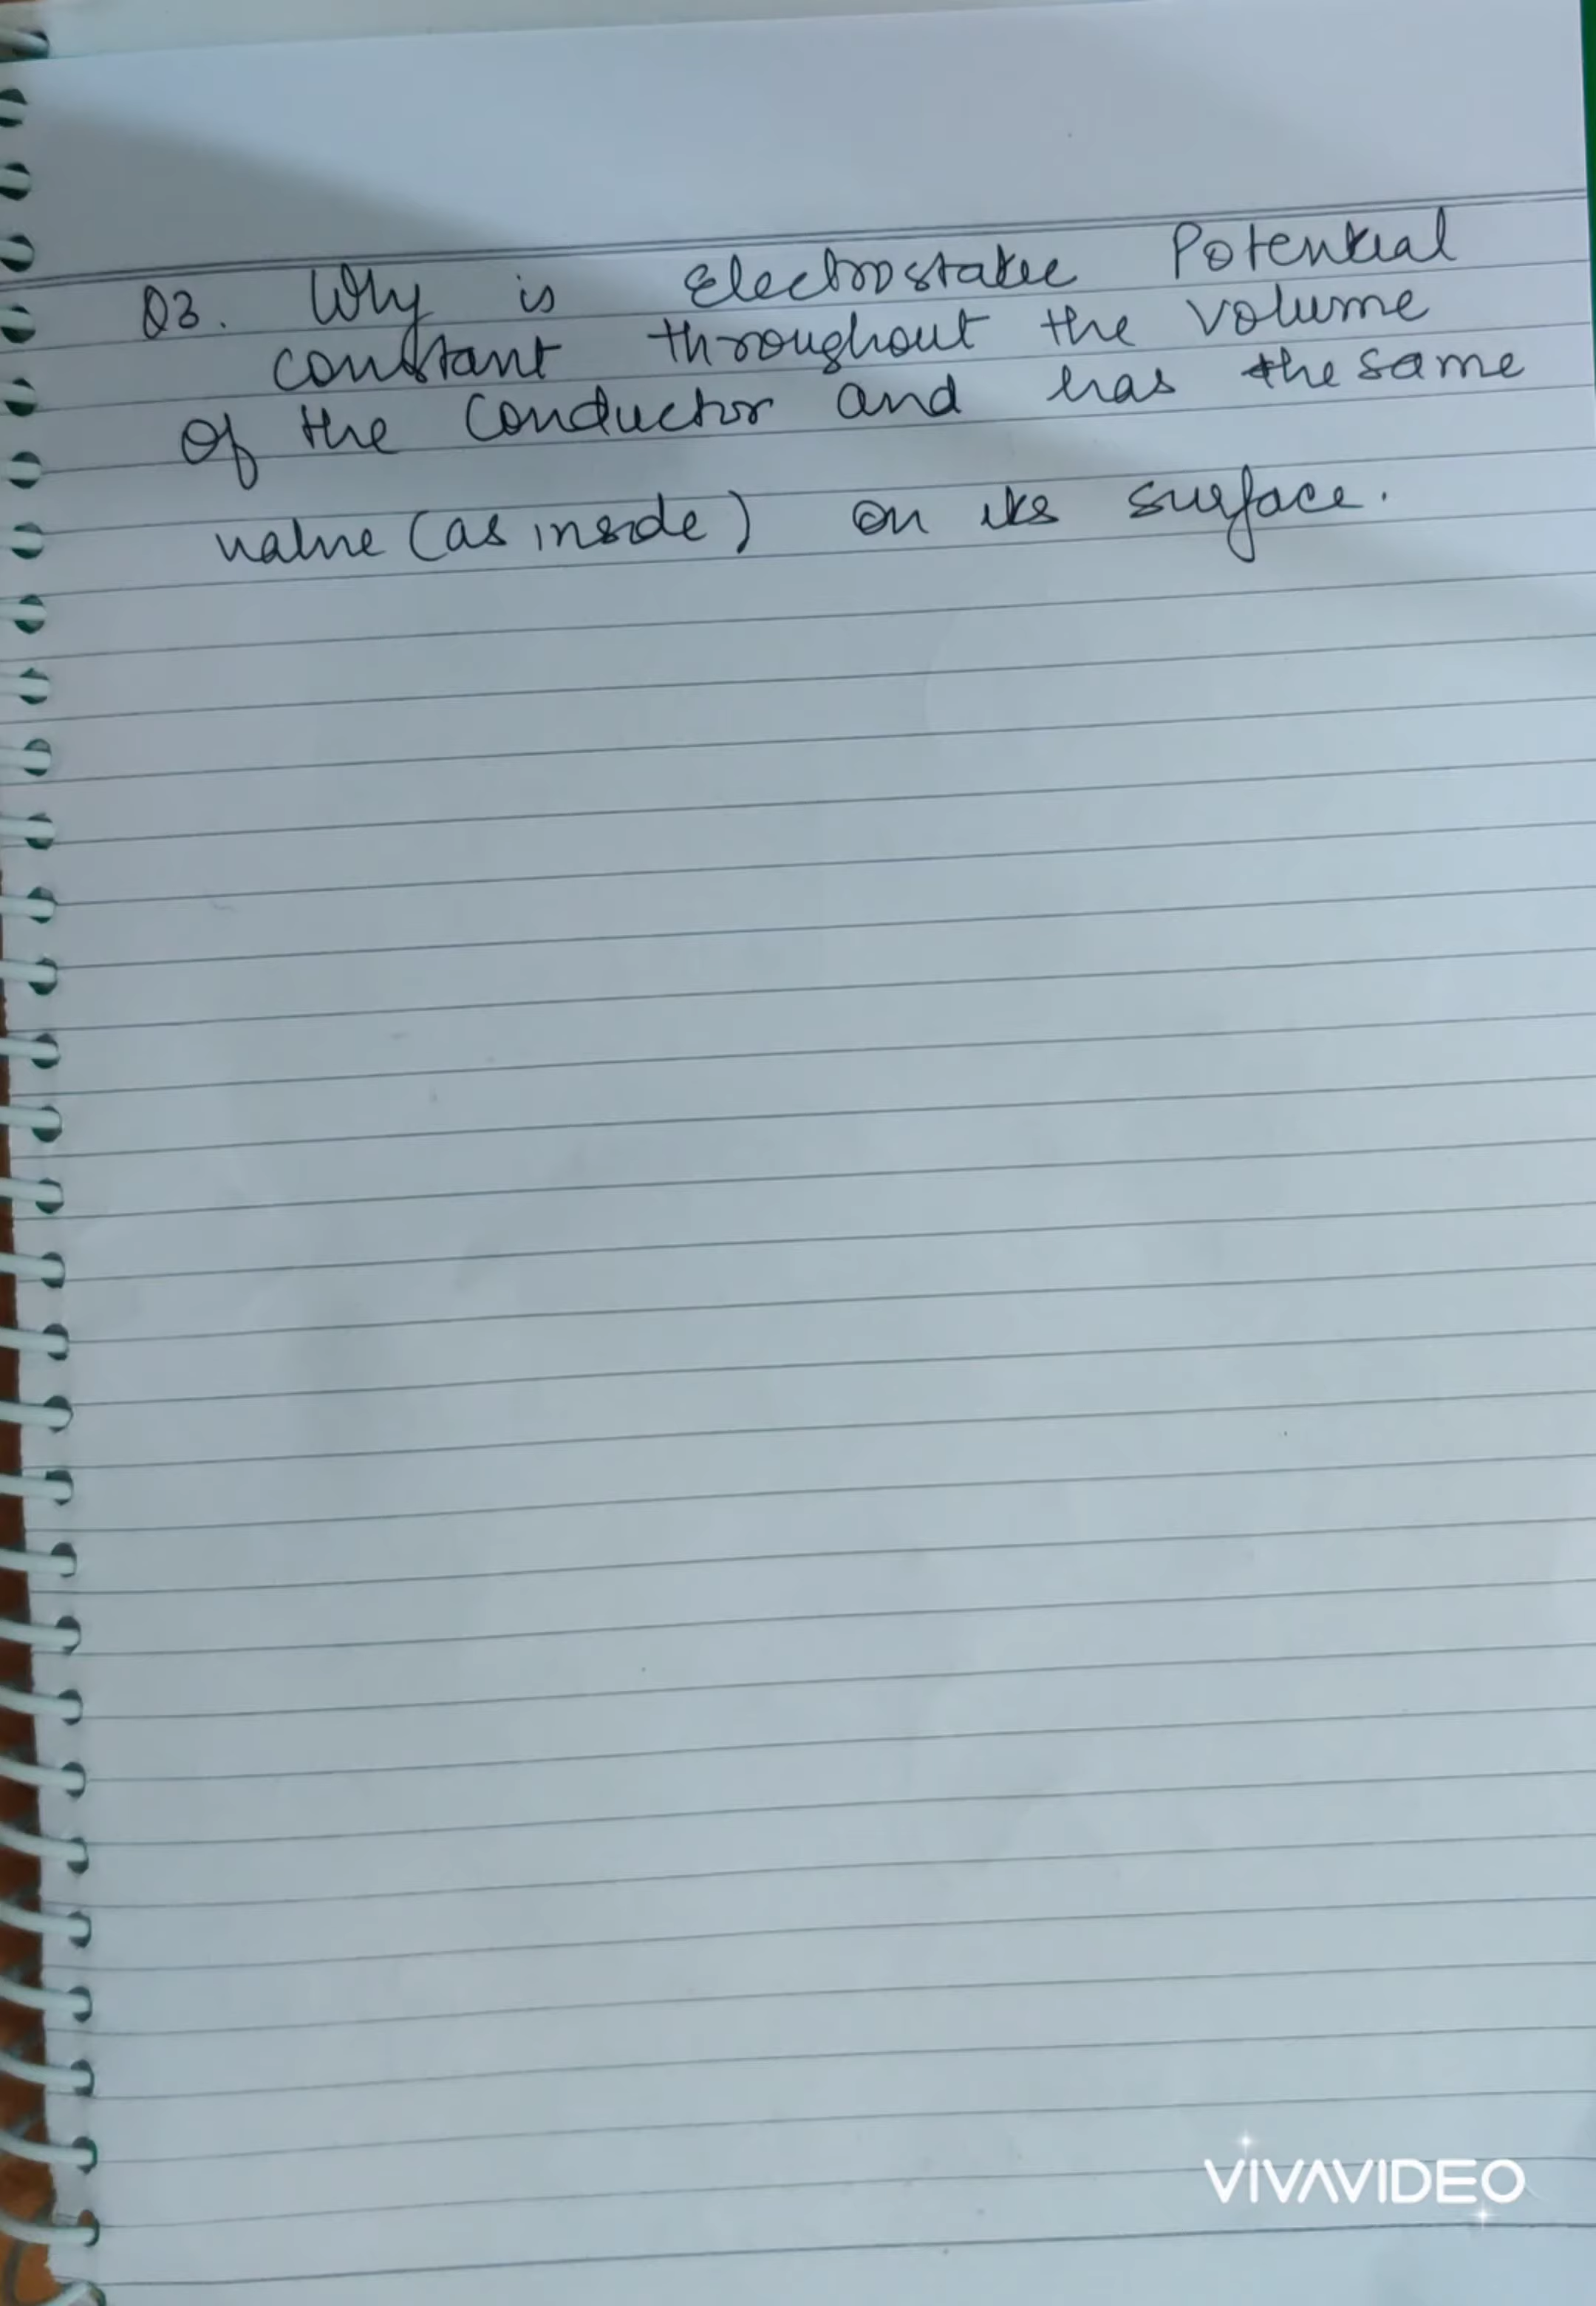 Q3. Why is Electrostatic Potential
constant throughout the volume
of the conductor and has the same
value (as inside) on its surface.
VIVAVIDEO